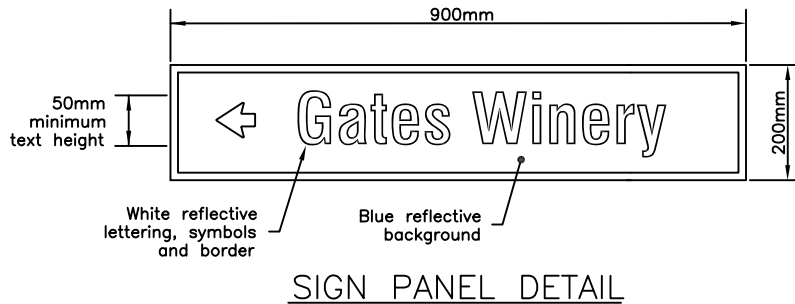 900mm
50mm
minimum
text height
Gates Winery
200mm
White reflective
lettering, symbols
and border
Blue reflective
background
SIGN PANEL DETAIL